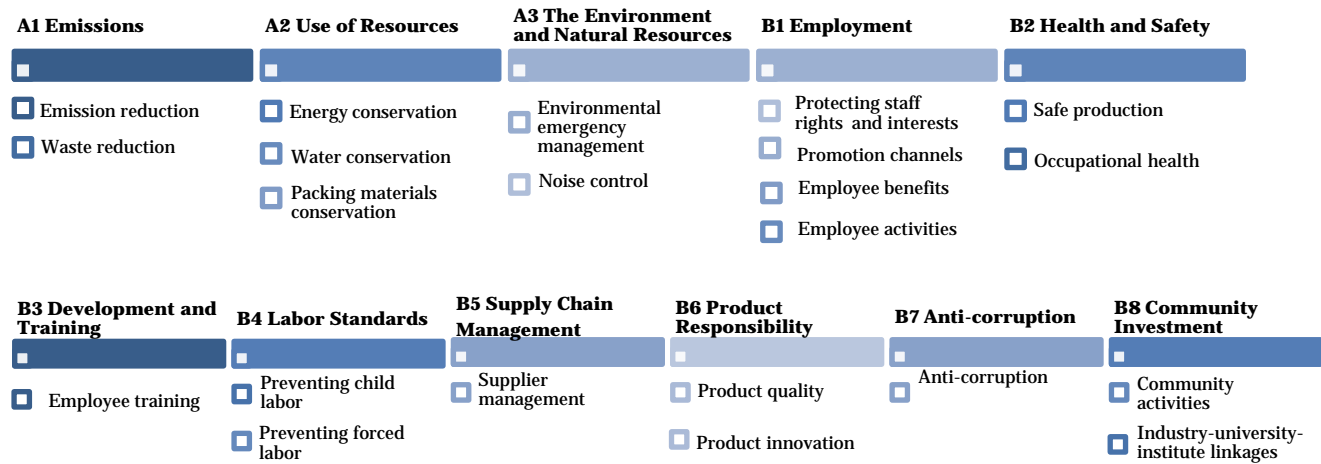 A1 Emissions
Emission reduction
Waste reduction
A2 Use of Resources
Energy conservation
Water conservation
Packing materials
conservation
A3 The Environment
and Natural Resources
Environmental
emergency
management
Noise control
B1 Employment
Protecting staff
rights and interests
Promotion channels
Employee benefits
Employee activities
B2 Health and Safety
Safe production
Occupational health
B3 Development and
Training
Employee training
B4 Labor Standards
Preventing child
labor
Preventing forced
labor
B5 Supply Chain
Management
Supplier
management
B6 Product
Responsibility
Product quality
Product innovation
B7 Anti-corruption
Anti-corruption
B8 Community
Investment
Community
activities
Industry-university-
institute linkages